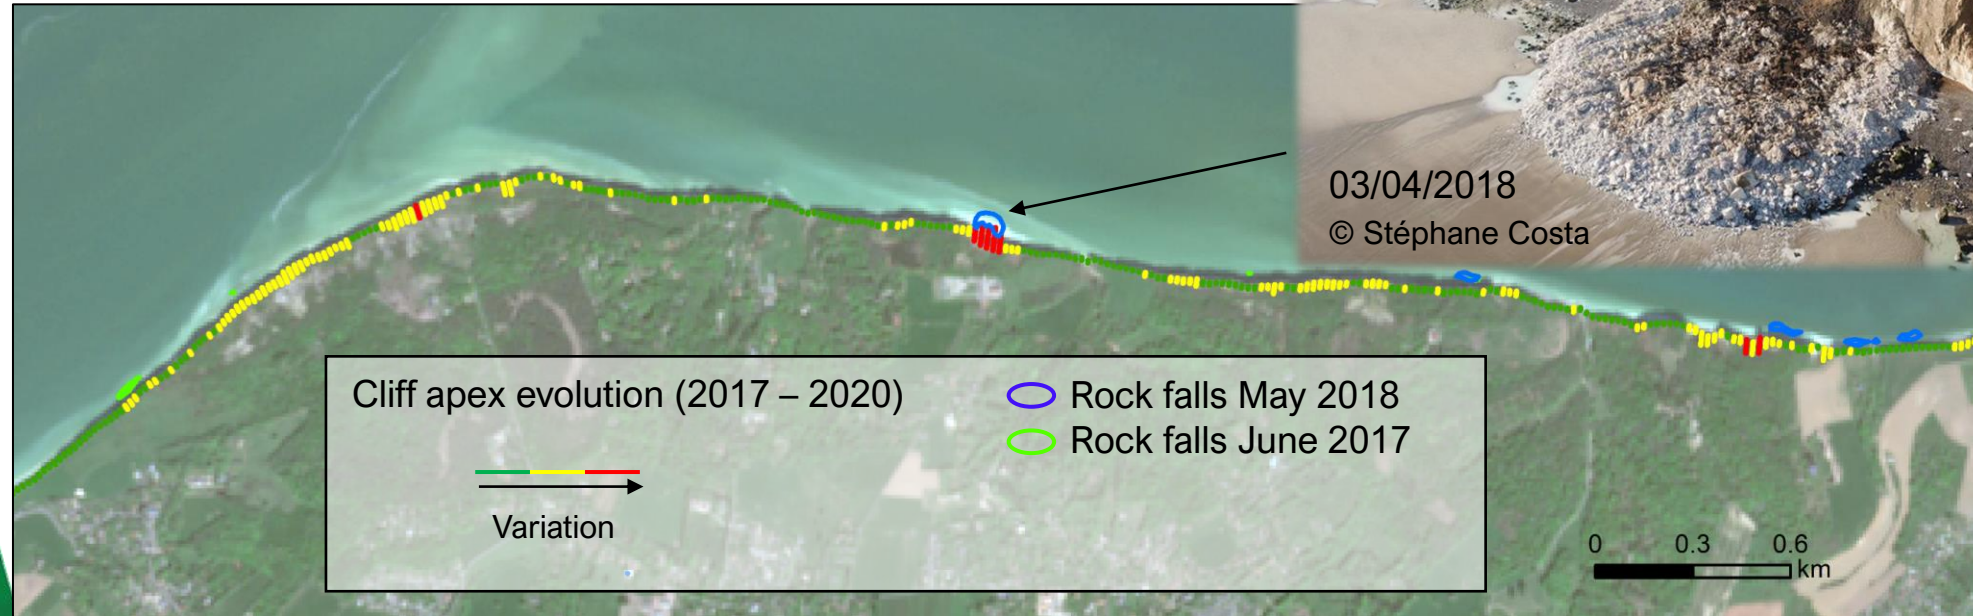 03/04/2018
© Stéphane Costa
Cliff apex evolution (2017 – 2020)
Variation
Rock falls May 2018
Rock falls June 2017
0 0.3 0.6
km